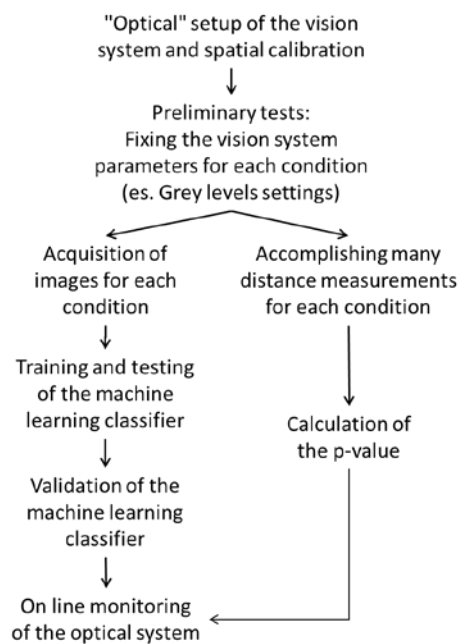 "Optical" setup of the vision
system and spatial calibration
Preliminary tests:
Fixing the vision system
parameters for each condition
(es. Grey levels settings)
Acquisition of
images for each
condition
Accomplishing many
distance measurements
for each condition
Training and testing
of the machine
learning classifier
Calculation of
the p-value
Validation of the
machine learning
classifier
On line monitoring
of the optical system